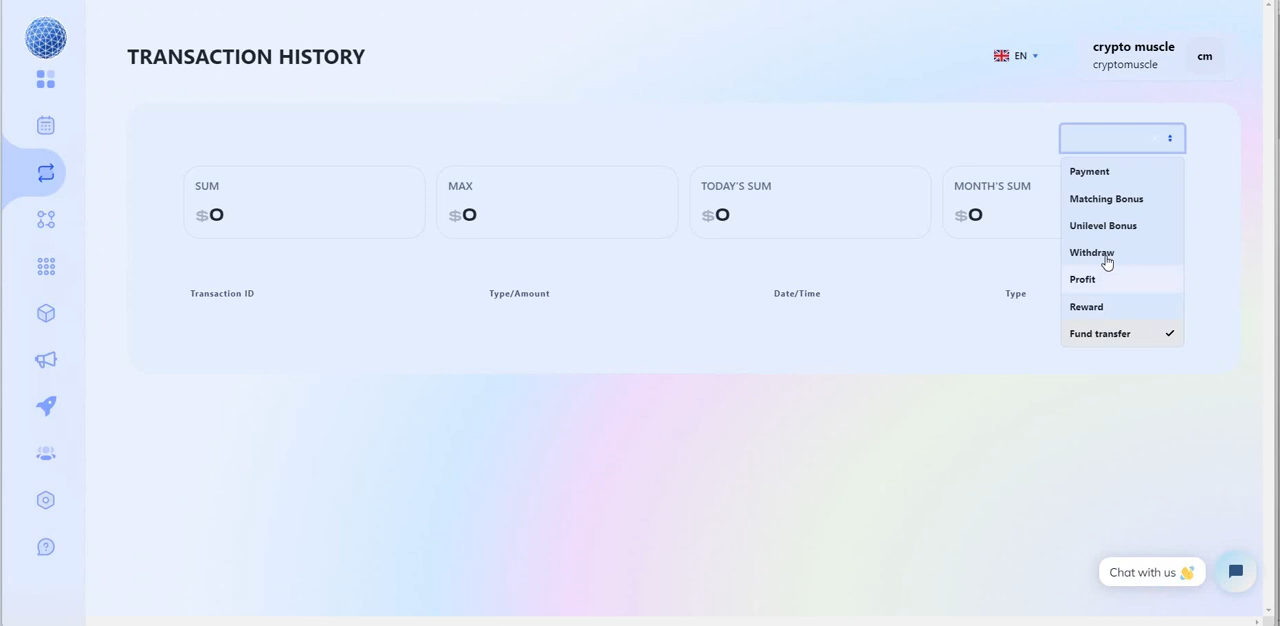 TRANSACTION HISTORY
EN
crypto muscle
cryptomuscle
cm
SUM
$0
MAX
$0
TODAY'S SUM
$0
MONTH'S SUM
$0
Payment
Matching Bonus
Unilevel Bonus
Withdraw
Profit
Reward
Fund transfer
Transaction ID
Type/Amount
Date/Time
Type
Chat with us 👋